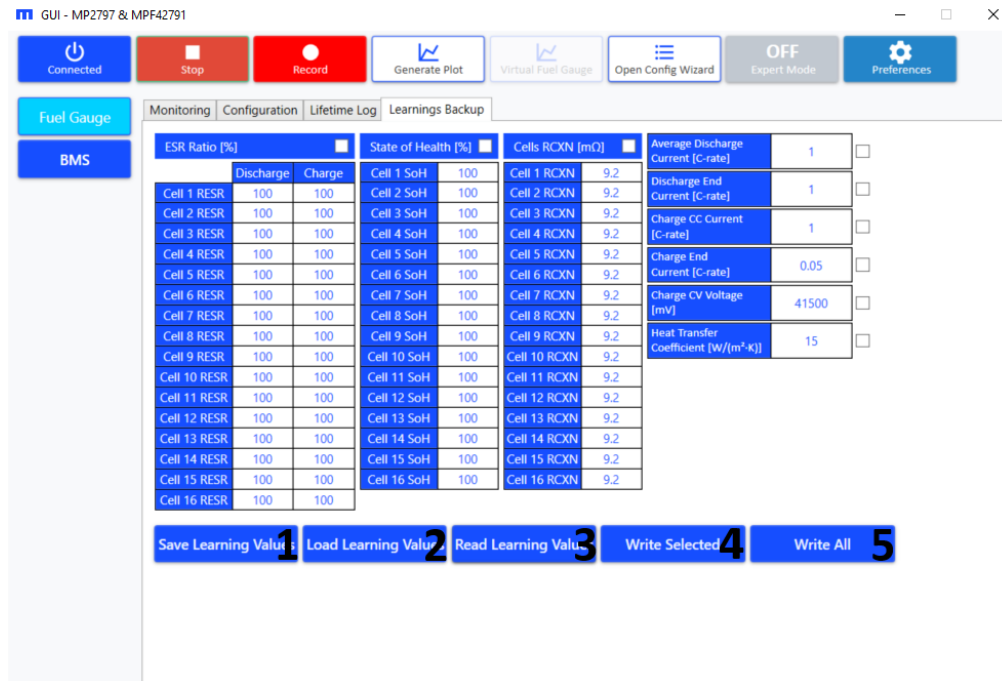 GUI - MP2797 & MPF42791
Connected
Stop
Record
Generate Plot
Virtual Fuel Gauge
Open Config Wizard
OFF
Expert Mode
Preferences
Fuel Gauge
BMS
Monitoring Configuration Lifetime Log Learnings Backup
ESR Ratio [%]
Discharge Charge
Cell 1 RESR 100 100
Cell 2 RESR 100 100
Cell 3 RESR 100 100
Cell 4 RESR 100 100
Cell 5 RESR 100 100
Cell 6 RESR 100 100
Cell 7 RESR 100 100
Cell 8 RESR 100 100
Cell 9 RESR 100 100
Cell 10 RESR 100 100
Cell 11 RESR 100 100
Cell 12 RESR 100 100
Cell 13 RESR 100 100
Cell 14 RESR 100 100
Cell 15 RESR 100 100
Cell 16 RESR 100 100
State of Health [%]
Cell 1 SoH 100
Cell 2 SoH 100
Cell 3 SoH 100
Cell 4 SoH 100
Cell 5 SoH 100
Cell 6 SoH 100
Cell 7 SoH 100
Cell 8 SoH 100
Cell 9 SoH 100
Cell 10 SoH 100
Cell 11 SoH 100
Cell 12 SoH 100
Cell 13 SoH 100
Cell 14 SoH 100
Cell 15 SoH 100
Cell 16 SoH 100
Cells RCXN [mΩ]
Cell 1 RCXN 9.2
Cell 2 RCXN 9.2
Cell 3 RCXN 9.2
Cell 4 RCXN 9.2
Cell 5 RCXN 9.2
Cell 6 RCXN 9.2
Cell 7 RCXN 9.2
Cell 8 RCXN 9.2
Cell 9 RCXN 9.2
Cell 10 RCXN 9.2
Cell 11 RCXN 9.2
Cell 12 RCXN 9.2
Cell 13 RCXN 9.2
Cell 14 RCXN 9.2
Cell 15 RCXN 9.2
Cell 16 RCXN 9.2
Average Discharge
Current [C-rate] 1
Discharge End
Current [C-rate] 1
Charge CC Current
[C-rate] 1
Charge End
Current [C-rate] 0.05
Charge CV Voltage
[mV] 41500
Heat Transfer
Coefficient [W/(m²·K)] 15
Save Learning Values 1
Load Learning Values 2
Read Learning Values 3
Write Selected 4
Write All 5